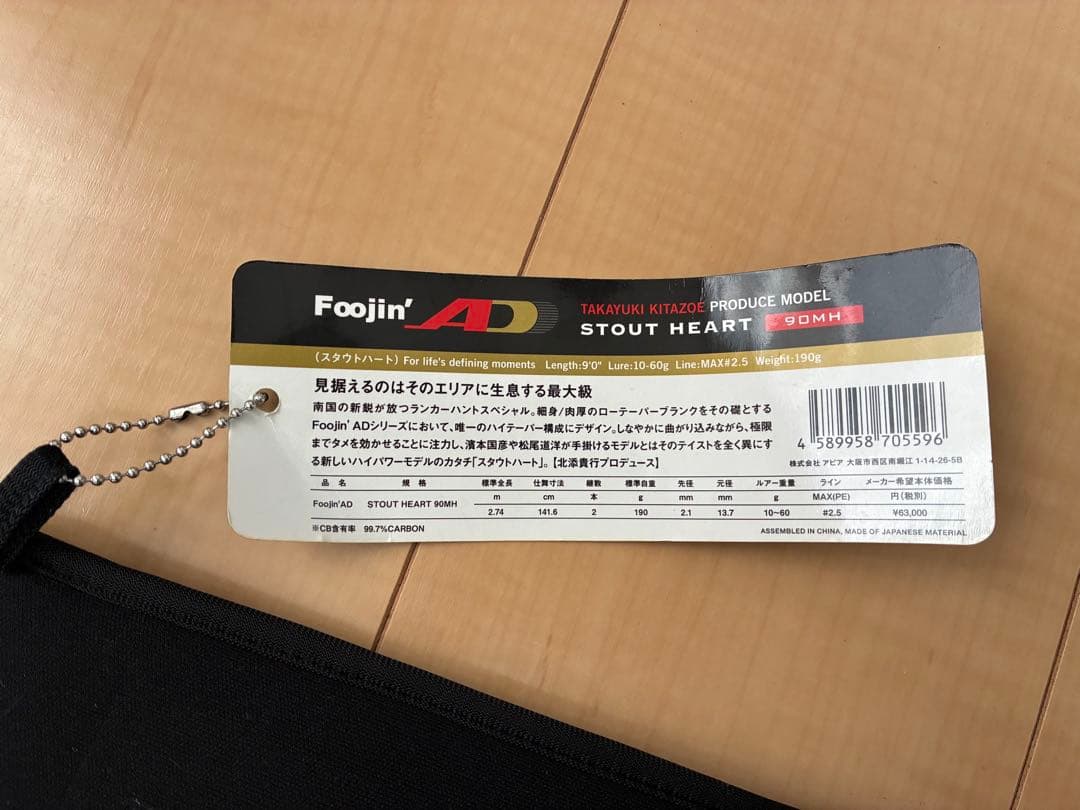 Foojin' AD
TAKAYUKI KITAZOE PRODUCE MODEL
STOUT HEART 90MH
(スタウトハート) For life's defining moments Length:9'0" Lure:10-60g Line:MAX#2.5 Weight:190g
見据えるのはそのエリアに生息する最大級
南国の新鋭が放つランカーハントスペシャル。細身/肉厚のローテーパーブランクをその礎とする
Foojin' ADシリーズにおいて、唯一のハイテーパー構成にデザイン。しなやかに曲がり込みながら、極限
までタメを効かせることに注力し、濱本国彦や松尾道洋が手掛けるモデルとはそのテイストを全く異にす
る新しいハイパワーモデルのカタチ「スタウトハート」。【北添貴行プロデュース】
4 589958 705596
株式会社 アピア 大阪市西区南堀江 1-14-26-5B
品 名 規 格 標準全長 仕舞寸法 継数 標準自重 先径 元径 ルアー重量 ライン メーカー希望本体価格
m cm 本 g mm mm g MAX(PE) 円(税別)
Foojin'AD STOUT HEART 90MH 2.74 141.6 2 190 2.1 13.7 10~60 #2.5 ¥63,000
※CB含有率 99.7%CARBON
ASSEMBLED IN CHINA, MADE OF JAPANESE MATERIAL